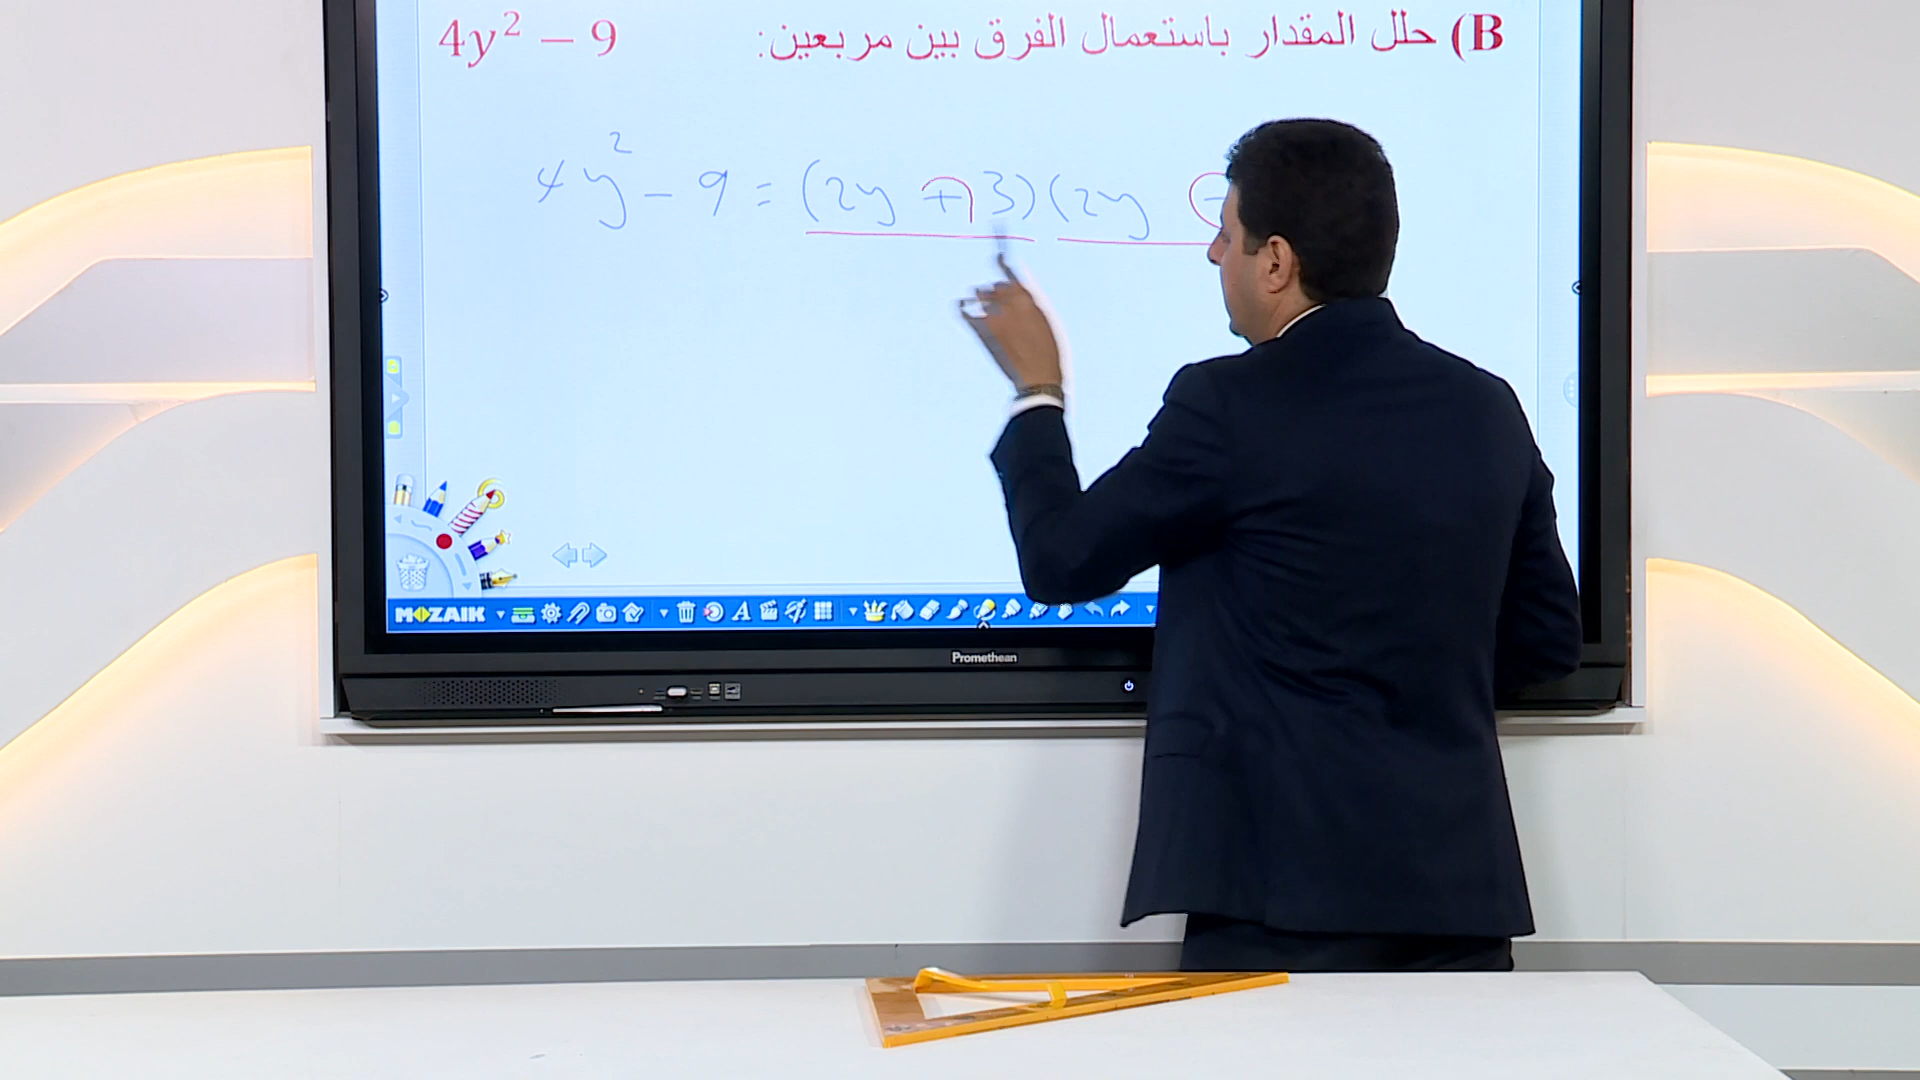 B) حلل المقدار باستعمال الفرق بين مربعين: 4y² − 9
4y² − 9 = (2y + 3)(2y −
MOZAIK
Promethean